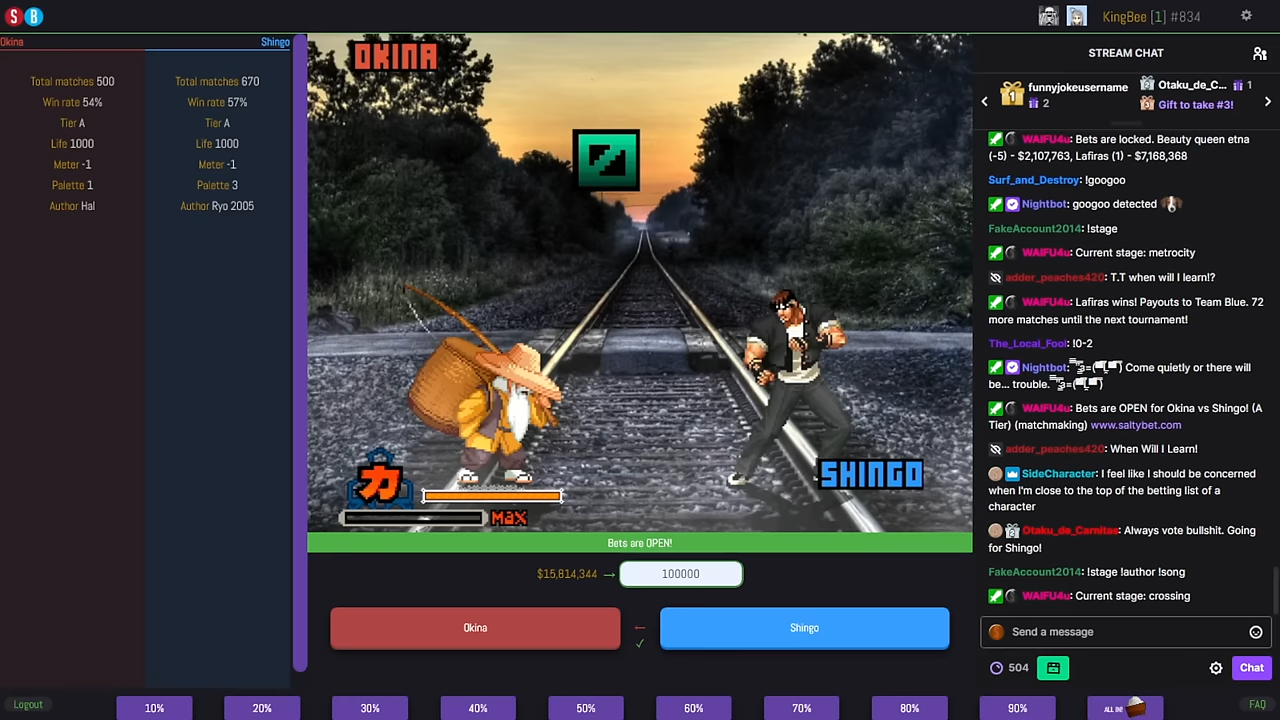 S B
KingBee [1] #834
Okina
Shingo
Total matches 500
Win rate 54%
Tier A
Life 1000
Meter -1
Palette 1
Author Hal
Total matches 670
Win rate 57%
Tier A
Life 1000
Meter -1
Palette 3
Author Ryo 2005
OKINA
力
MAX
SHINGO
Bets are OPEN!
$15,814,344 → 100000
Okina
←
✓
Shingo
STREAM CHAT
1
funnyjokeusername
2
Otaku_de_C... 1
Gift to take #3!
WAIFU4u: Bets are locked. Beauty queen etna
(-5) - $2,107,763, Lafiras (1) - $7,168,368
Surf_and_Destroy: !googoo
Nightbot: googoo detected
FakeAccount2014: !stage
WAIFU4u: Current stage: metrocity
adder_peaches420: T.T when will I learn!?
WAIFU4u: Lafiras wins! Payouts to Team Blue. 72
more matches until the next tournament!
The_Local_Fool: !0-2
Nightbot: Come quietly or there will
be... trouble.
WAIFU4u: Bets are OPEN for Okina vs Shingo! (A
Tier) (matchmaking) www.saltybet.com
adder_peaches420: When Will I Learn!
SideCharacter: I feel like I should be concerned
when I'm close to the top of the betting list of a
character
Otaku_de_Carnitas: Always vote bullshit. Going
for Shingo!
FakeAccount2014: !stage !author !song
WAIFU4u: Current stage: crossing
Send a message
504
Chat
Logout
10%
20%
30%
40%
50%
60%
70%
80%
90%
ALL IN!
FAQ